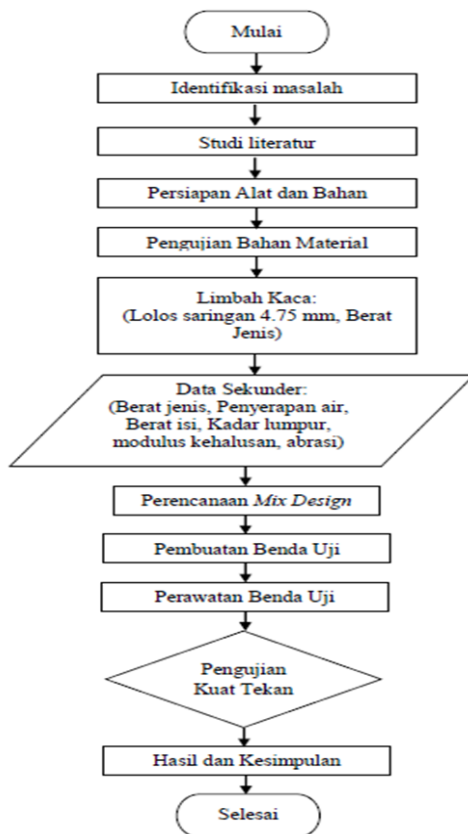 Mulai
Identifikasi masalah
Studi literatur
Persiapan Alat dan Bahan
Pengujian Bahan Material
Limbah Kaca:
(Lolos saringan 4.75 mm, Berat
Jenis)
Data Sekunder:
(Berat jenis, Penyerapan air,
Berat isi, Kadar lumpur,
modulus kehalusan, abrasi)
Perencanaan Mix Design
Pembuatan Benda Uji
Perawatan Benda Uji
Pengujian
Kuat Tekan
Hasil dan Kesimpulan
Selesai